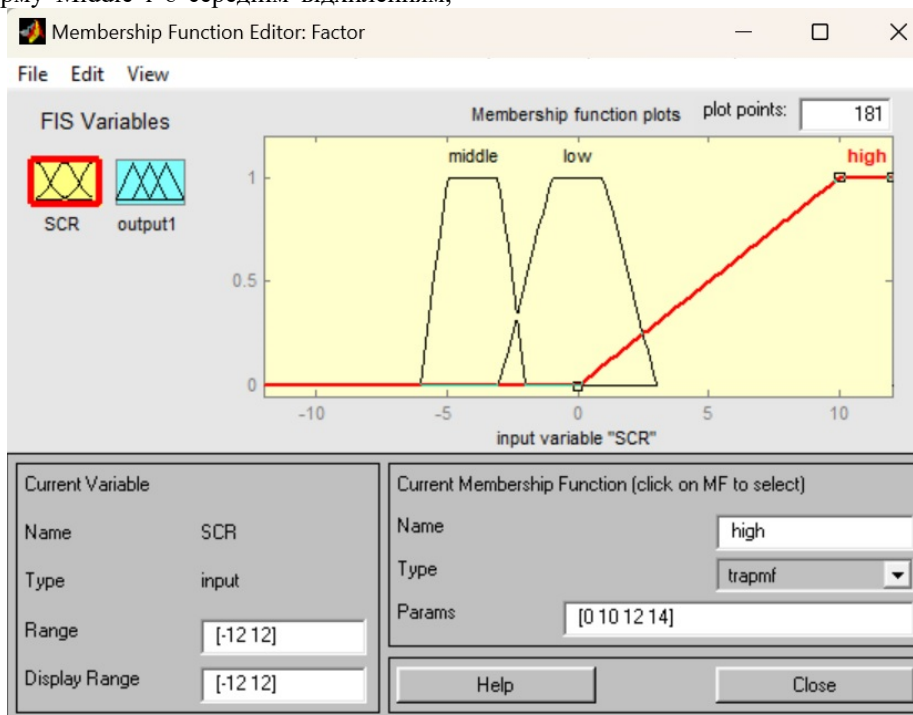 Middle i з середнім відхиленням,
Membership Function Editor: Factor
File Edit View
FIS Variables
Membership function plots plot points: 181
middle low high
1
0.5
0
SCR output1
-10 -5 0 5 10
input variable "SCR"
Current Variable
Name SCR
Type input
Range [-12 12]
Display Range [-12 12]
Current Membership Function (click on MF to select)
Name high
Type trapmf
Params [0 10 12 14]
Help Close